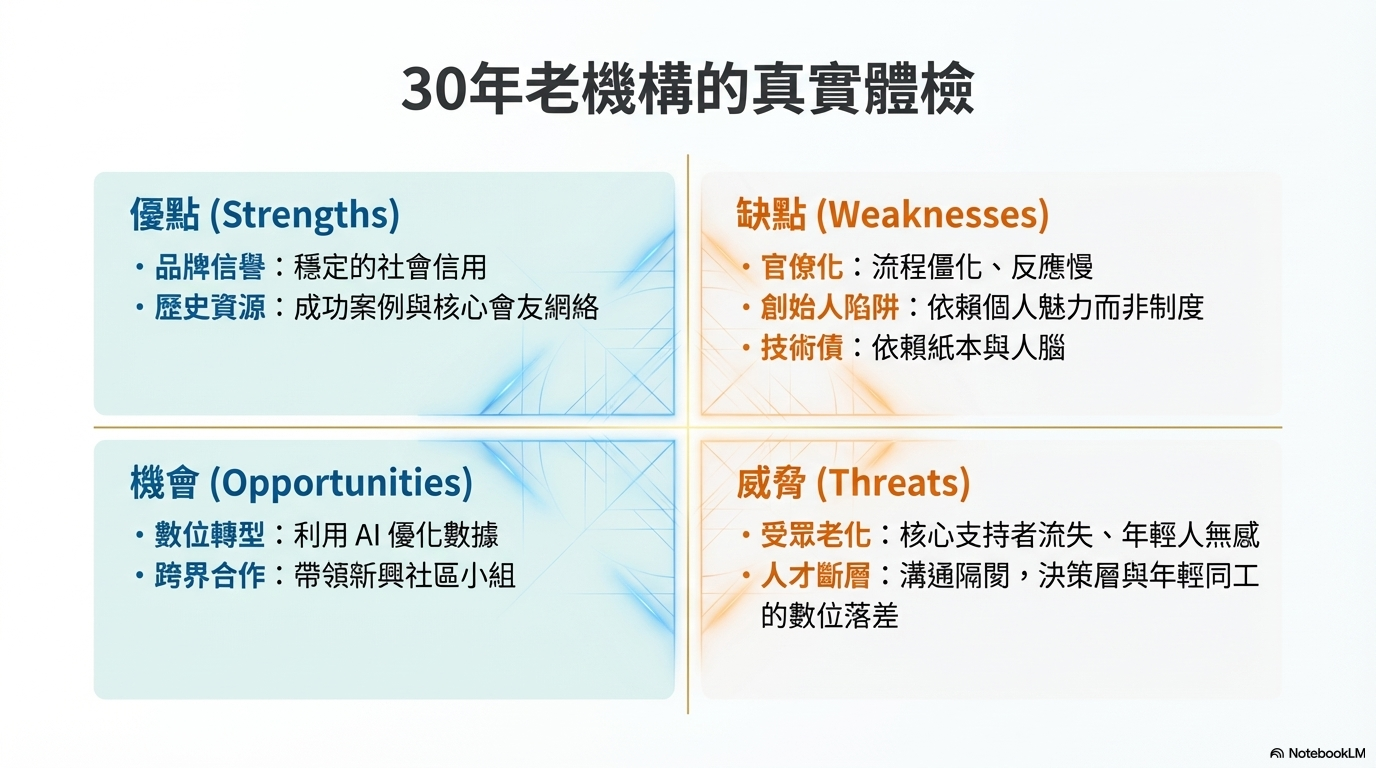 30年老機構的真實體檢
優點 (Strengths)
・品牌信譽：穩定的社會信用
・歷史資源：成功案例與核心會友網絡
缺點 (Weaknesses)
・官僚化：流程僵化、反應慢
・創始人陷阱：依賴個人魅力而非制度
・技術債：依賴紙本與人腦
機會 (Opportunities)
・數位轉型：利用 AI 優化數據
・跨界合作：帶領新興社區小組
威脅 (Threats)
・受眾老化：核心支持者流失、年輕人無感
・人才斷層：溝通隔閡，決策層與年輕同工
的數位落差
NotebookLM